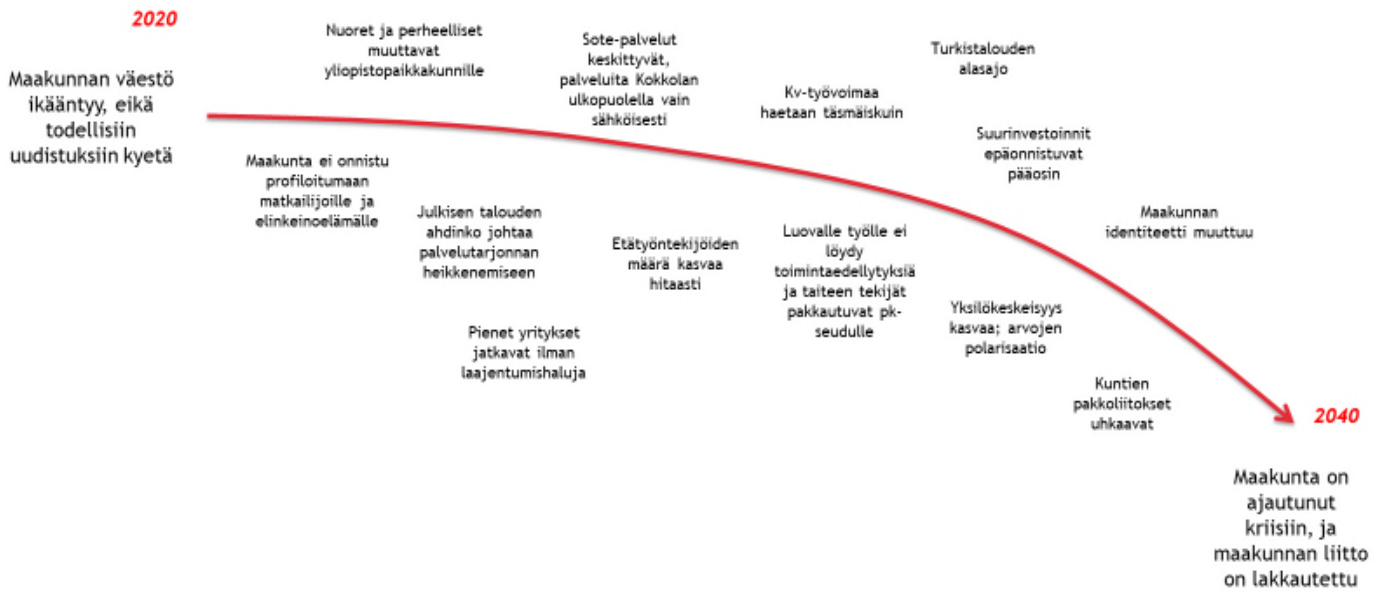 2020
Maakunnan väestö
ikääntyy, eikä
todellisiin
uudistuksiin kyetä
Nuoret ja perheelliset
muuttavat
yliopistopaikkakunnille
Sote-palvelut
keskittyvät,
palveluita Kokkolan
ulkopuolella vain
sähköisesti
Kv-työvoimaa
haetaan täsmäiskuin
Turkistalouden
alasajo
Suurinvestoinnit
epäonnistuvat
pääosin
Maakunnan
identiteetti muuttuu
Maakunta ei onnistu
profiloitumaan
matkailijoille ja
elinkeinoelämälle
Julkisen talouden
ahdinko johtaa
palvelutarjonnan
heikkenemiseen
Pienet yritykset
jatkavat ilman
laajentumishaluja
Etätyöntekijöiden
määrä kasvaa
hitaasti
Luovalle työlle ei
löydy
toimintaedellytyksiä
ja taiteen tekijät
pakkautuvat pk-
seudulle
Yksilökeskeisyys
kasvaa; arvojen
polarisaatio
Kuntien
pakkoliitokset
uhkaavat
2040
Maakunta on
ajautunut
kriisiin, ja
maakunnan liitto
on lakkautettu